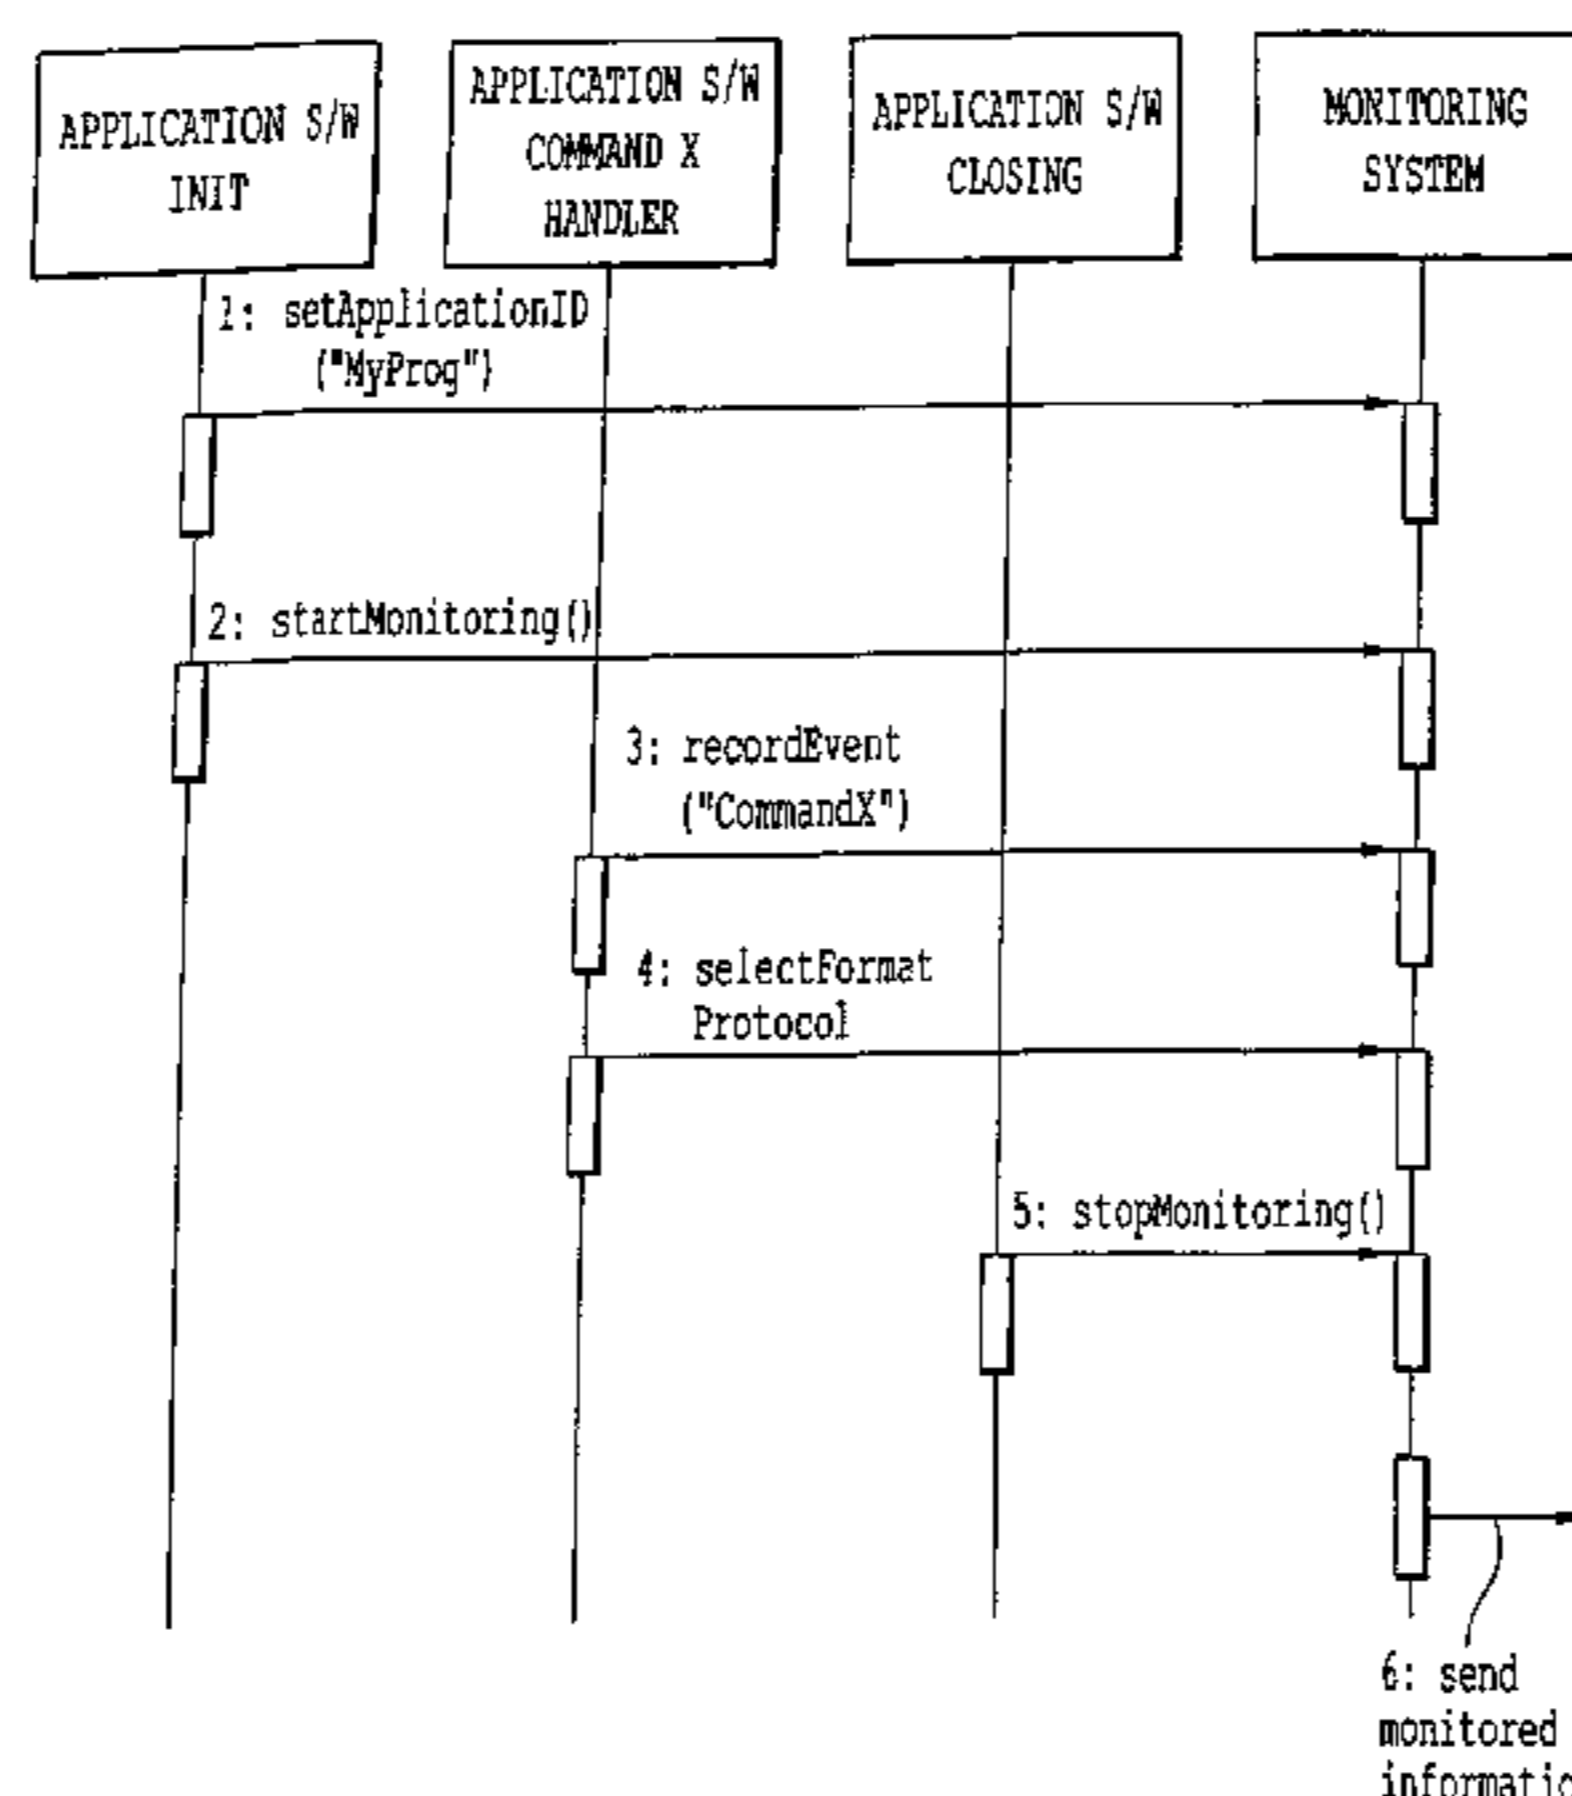 APPLICATION S/W
INIT
APPLICATION S/W
COMMAND X
HANDLER
APPLICATION S/W
CLOSING
MONITORING
SYSTEM
1: setApplicationID
("MyProg")
2: startMonitoring()
3: recordEvent
("CommandX")
4: selectFormat
Protocol
5: stopMonitoring()
6: send
monitored
informatio